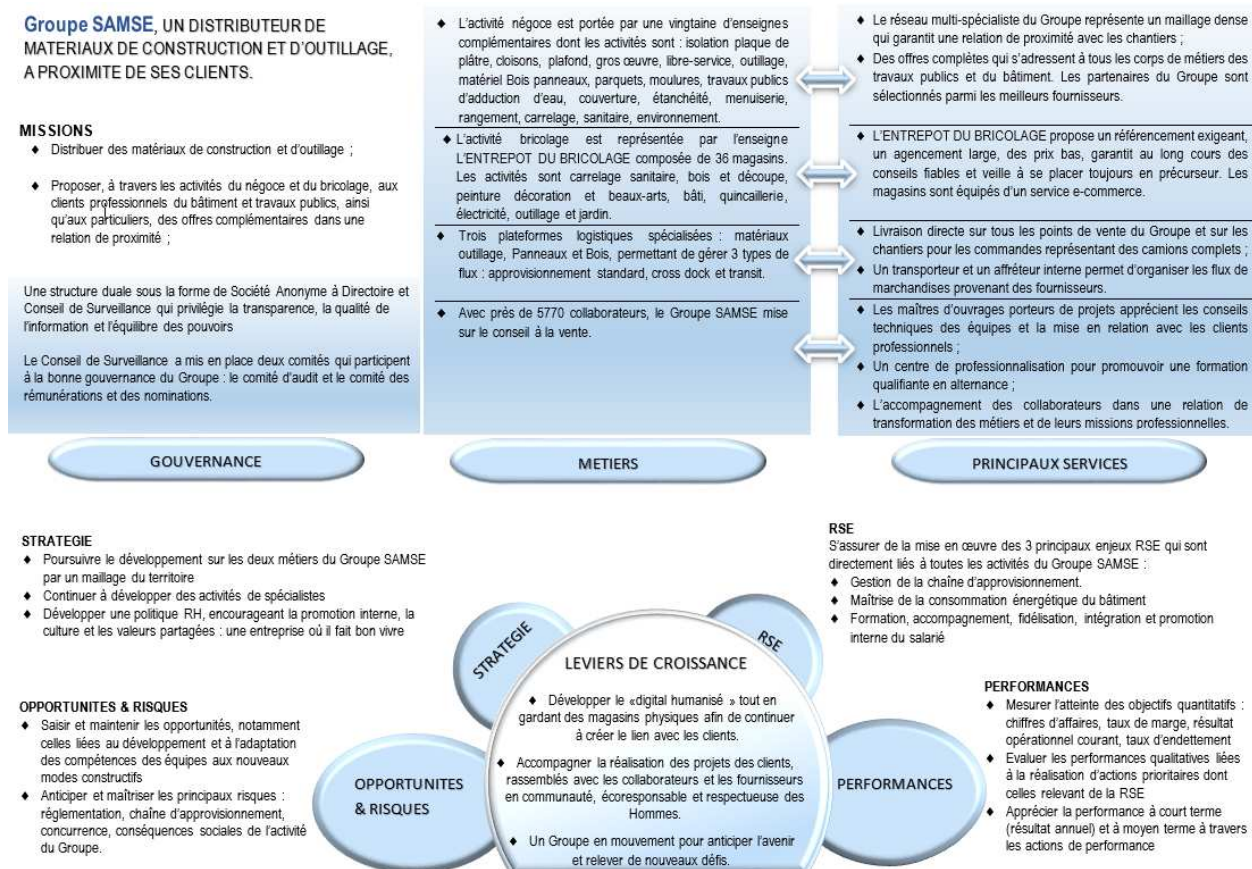 Groupe SAMSE, UN DISTRIBUTEUR DE
MATERIAUX DE CONSTRUCTION ET D'OUTILLAGE,
A PROXIMITE DE SES CLIENTS.
MISSIONS
♦ Distribuer des matériaux de construction et d'outillage ;
♦ Proposer, à travers les activités du négoce et du bricolage, aux
clients professionnels du bâtiment et travaux publics, ainsi
qu'aux particuliers, des offres complémentaires dans une
relation de proximité ;
Une structure duale sous la forme de Société Anonyme à Directoire et
Conseil de Surveillance qui privilégie la transparence, la qualité de
l'information et l'équilibre des pouvoirs
Le Conseil de Surveillance a mis en place deux comités qui participent
à la bonne gouvernance du Groupe : le comité d'audit et le comité des
rémunérations et des nominations.
GOUVERNANCE
♦ L'activité négoce est portée par une vingtaine d'enseignes
complémentaires dont les activités sont : isolation plaque de
plâtre, cloisons, plafond, gros œuvre, libre-service, outillage,
matériel Bois panneaux, parquets, moulures, travaux publics
d'adduction d'eau, couverture, étanchéité, menuiserie,
rangement, carrelage, sanitaire, environnement.
♦ L'activité bricolage est représentée par l'enseigne
L'ENTREPOT DU BRICOLAGE composée de 36 magasins.
Les activités sont carrelage sanitaire, bois et découpe,
peinture décoration et beaux-arts, bâti, quincaillerie,
électricité, outillage et jardin.
♦ Trois plateformes logistiques spécialisées : matériaux
outillage, Panneaux et Bois, permettant de gérer 3 types de
flux : approvisionnement standard, cross dock et transit.
♦ Avec près de 5770 collaborateurs, le Groupe SAMSE mise
sur le conseil à la vente.
METIERS
♦ Le réseau multi-spécialiste du Groupe représente un maillage dense
qui garantit une relation de proximité avec les chantiers ;
♦ Des offres complètes qui s'adressent à tous les corps de métiers des
travaux publics et du bâtiment. Les partenaires du Groupe sont
sélectionnés parmi les meilleurs fournisseurs.
♦ L'ENTREPOT DU BRICOLAGE propose un référencement exigeant,
un agencement large, des prix bas, garantit au long cours des
conseils fiables et veille à se placer toujours en précurseur. Les
magasins sont équipés d'un service e-commerce.
♦ Livraison directe sur tous les points de vente du Groupe et sur les
chantiers pour les commandes représentant des camions complets ;
♦ Un transporteur et un affréteur interne permet d'organiser les flux de
marchandises provenant des fournisseurs.
♦ Les maîtres d'ouvrages porteurs de projets apprécient les conseils
techniques des équipes et la mise en relation avec les clients
professionnels ;
♦ Un centre de professionnalisation pour promouvoir une formation
qualifiante en alternance ;
♦ L'accompagnement des collaborateurs dans une relation de
transformation des métiers et de leurs missions professionnelles.
PRINCIPAUX SERVICES
STRATEGIE
♦ Poursuivre le développement sur les deux métiers du Groupe SAMSE
par un maillage du territoire
♦ Continuer à développer des activités de spécialistes
♦ Développer une politique RH, encourageant la promotion interne, la
culture et les valeurs partagées : une entreprise où il fait bon vivre
OPPORTUNITES & RISQUES
♦ Saisir et maintenir les opportunités, notamment
celles liées au développement et à l'adaptation
des compétences des équipes aux nouveaux
modes constructifs
♦ Anticiper et maîtriser les principaux risques :
réglementation, chaîne d'approvisionnement,
concurrence, conséquences sociales de l'activité
du Groupe.
STRATEGIE
RSE
OPPORTUNITES
& RISQUES
PERFORMANCES
LEVIERS DE CROISSANCE
♦ Développer le «digital humanisé » tout en
gardant des magasins physiques afin de continuer
à créer le lien avec les clients.
♦ Accompagner la réalisation des projets des clients,
rassemblés avec les collaborateurs et les fournisseurs
en communauté, écoresponsable et respectueuse des
Hommes.
♦ Un Groupe en mouvement pour anticiper l'avenir
et relever de nouveaux défis.
RSE
S'assurer de la mise en œuvre des 3 principaux enjeux RSE qui sont
directement liés à toutes les activités du Groupe SAMSE :
♦ Gestion de la chaîne d'approvisionnement.
♦ Maîtrise de la consommation énergétique du bâtiment
♦ Formation, accompagnement, fidélisation, intégration et promotion
interne du salarié
PERFORMANCES
♦ Mesurer l'atteinte des objectifs quantitatifs :
chiffres d'affaires, taux de marge, résultat
opérationnel courant, taux d'endettement
♦ Evaluer les performances qualitatives liées
à la réalisation d'actions prioritaires dont
celles relevant de la RSE
♦ Apprécier la performance à court terme
(résultat annuel) et à moyen terme à travers
les actions de performance